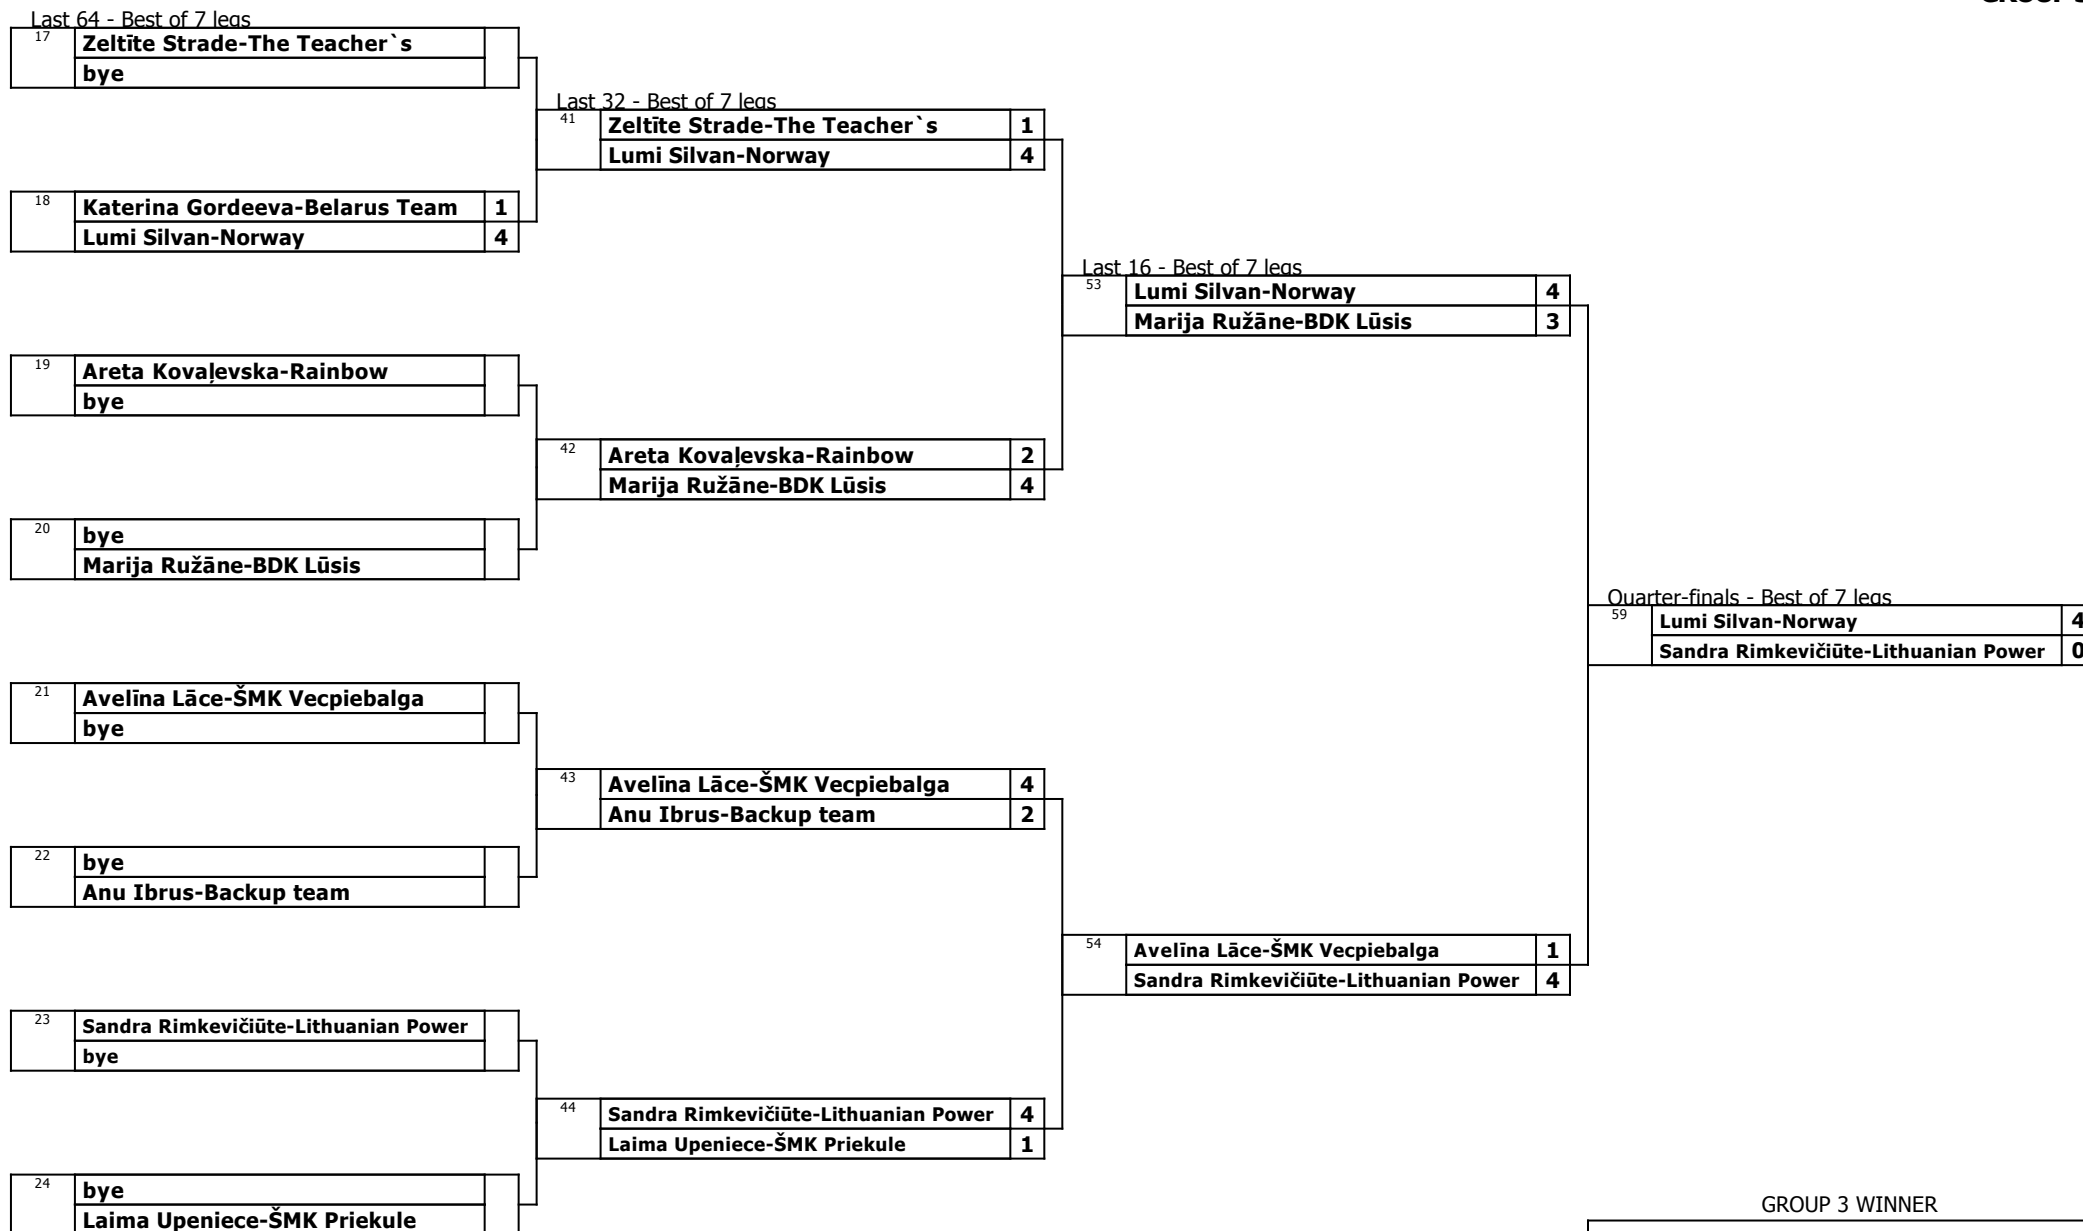 Last 64 - Best of 7 legs
17
Zeltīte Strade-The Teacher`s
bye
Last 32 - Best of 7 legs
41
Zeltīte Strade-The Teacher`s 1
Lumi Silvan-Norway 4
18
Katerina Gordeeva-Belarus Team 1
Lumi Silvan-Norway 4
Last 16 - Best of 7 legs
53
Lumi Silvan-Norway 4
Marija Ružāne-BDK Lūsis 3
19
Areta Kovaļevska-Rainbow
bye
42
Areta Kovaļevska-Rainbow 2
Marija Ružāne-BDK Lūsis 4
20
bye
Marija Ružāne-BDK Lūsis
Quarter-finals - Best of 7 legs
59
Lumi Silvan-Norway 4
Sandra Rimkevičiūte-Lithuanian Power 0
21
Avelīna Lāce-ŠMK Vecpiebalga
bye
43
Avelīna Lāce-ŠMK Vecpiebalga 4
Anu Ibrus-Backup team 2
22
bye
Anu Ibrus-Backup team
54
Avelīna Lāce-ŠMK Vecpiebalga 1
Sandra Rimkevičiūte-Lithuanian Power 4
23
Sandra Rimkevičiūte-Lithuanian Power
bye
44
Sandra Rimkevičiūte-Lithuanian Power 4
Laima Upeniece-ŠMK Priekule 1
24
bye
Laima Upeniece-ŠMK Priekule
GROUP 3 WINNER